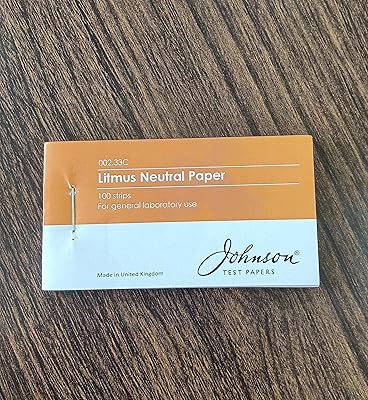 002.33C
Litmus Neutral Paper
100 strips
For general laboratory use
Johnson®
TEST PAPERS
Made in United Kingdom